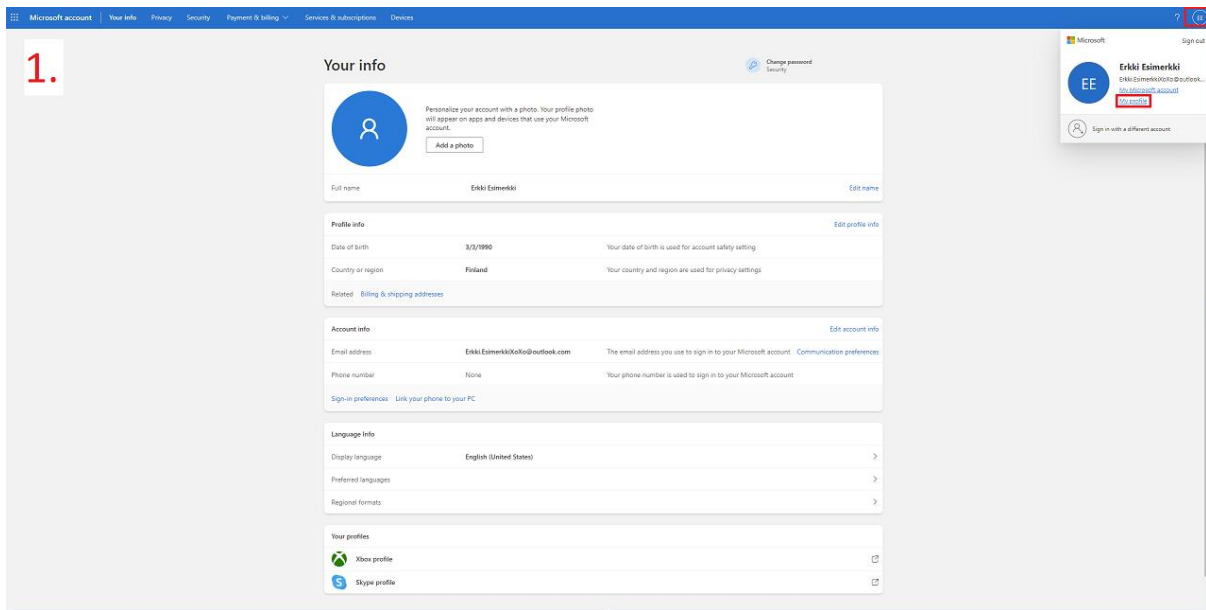 Microsoft account Your info Privacy Security Payment & billing Services & subscriptions Devices ? EE
1.
Microsoft Sign out
Erkki Esimerkki
EE
Erkki.EsimerkkiXoXo@outlook...
My Microsoft account
My profile
Sign in with a different account
Your info
Change password
Security
Personalize your account with a photo. Your profile photo
will appear on apps and devices that use your Microsoft
account.
Add a photo
Full name Erkki Esimerkki Edit name
Profile info Edit profile info
Date of birth 3/3/1990 Your date of birth is used for account safety setting
Country or region Finland Your country and region are used for privacy settings
Related Billing & shipping addresses
Account info Edit account info
Email address Erkki.EsimerkkiXoXo@outlook.com The email address you use to sign in to your Microsoft account Communication preferences
Phone number None Your phone number is used to sign in to your Microsoft account
Sign-in preferences Link your phone to your PC
Language info
Display language English (United States)
Preferred languages
Regional formats
Your profiles
Xbox profile
S Skype profile